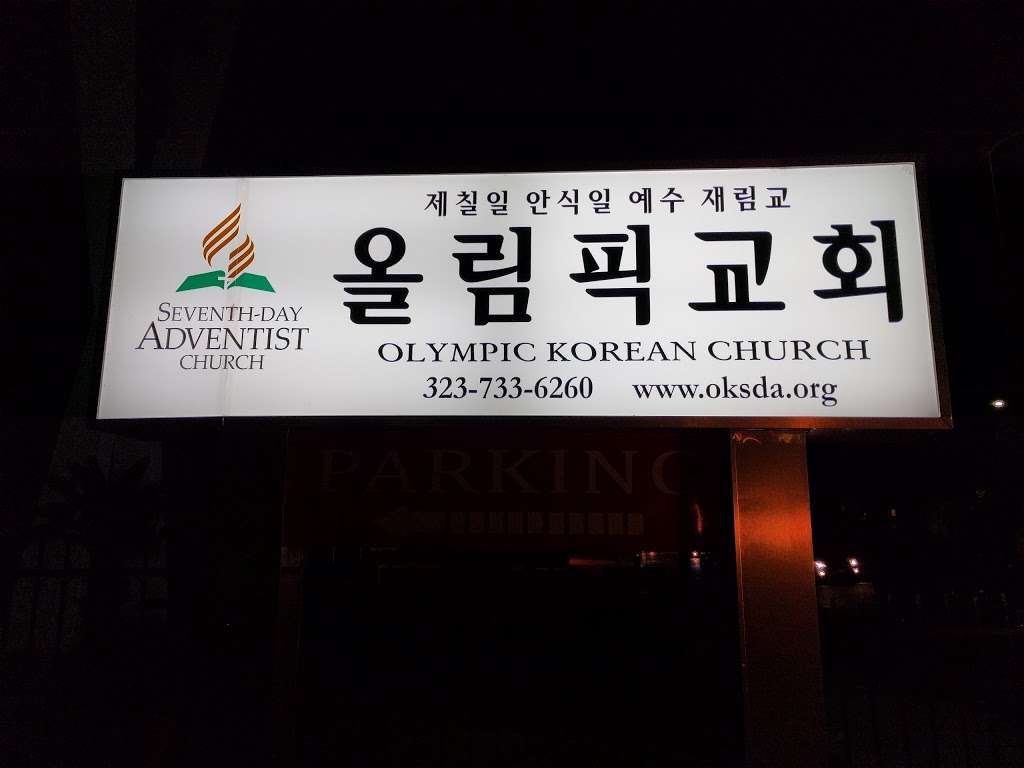 제칠일 안식일 예수 재림교
올림픽교회
SEVENTH-DAY
ADVENTIST
CHURCH
OLYMPIC KOREAN CHURCH
323-733-6260 www.oksda.org
PARKING